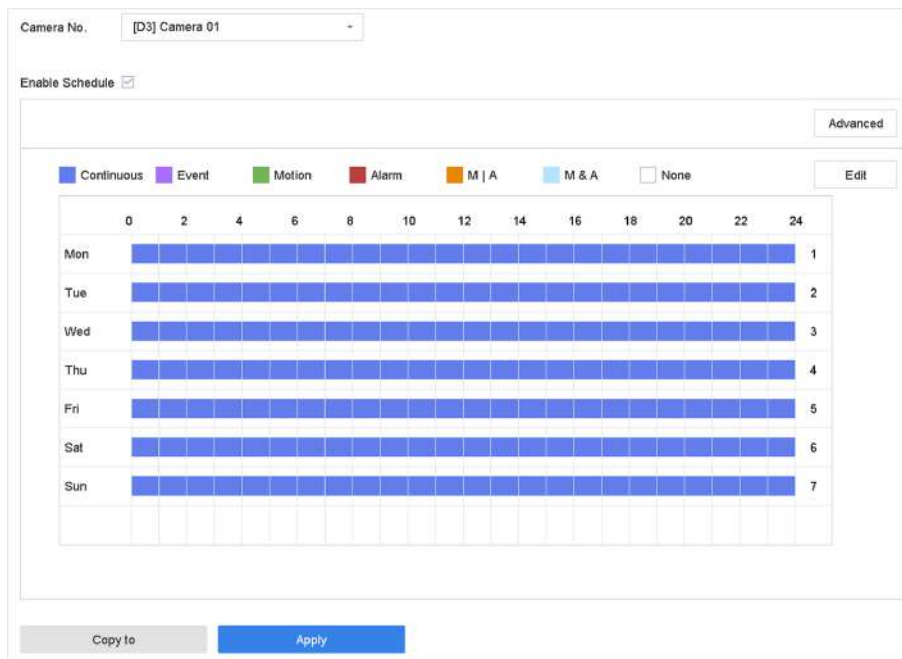 Camera No. [D3] Camera 01
Enable Schedule
Advanced
Continuous Event Motion Alarm M | A M & A None Edit
0 2 4 6 8 10 12 14 16 18 20 22 24
Mon 1
Tue 2
Wed 3
Thu 4
Fri 5
Sat 6
Sun 7
Copy to Apply